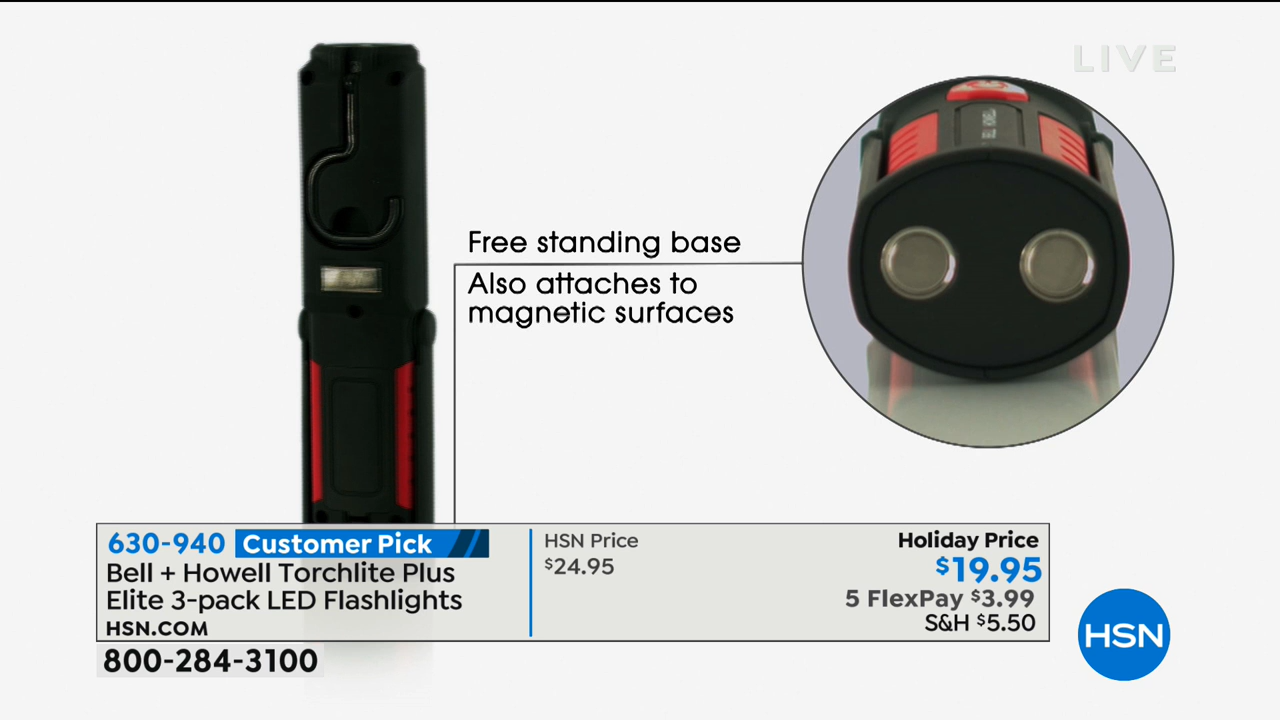 LIVE
Free standing base
Also attaches to
magnetic surfaces
630-940 Customer Pick
Bell + Howell Torchlite Plus
Elite 3-pack LED Flashlights
HSN.COM
HSN Price
$24.95
Holiday Price
$19.95
5 FlexPay $3.99
S&H $5.50
800-284-3100
HSN